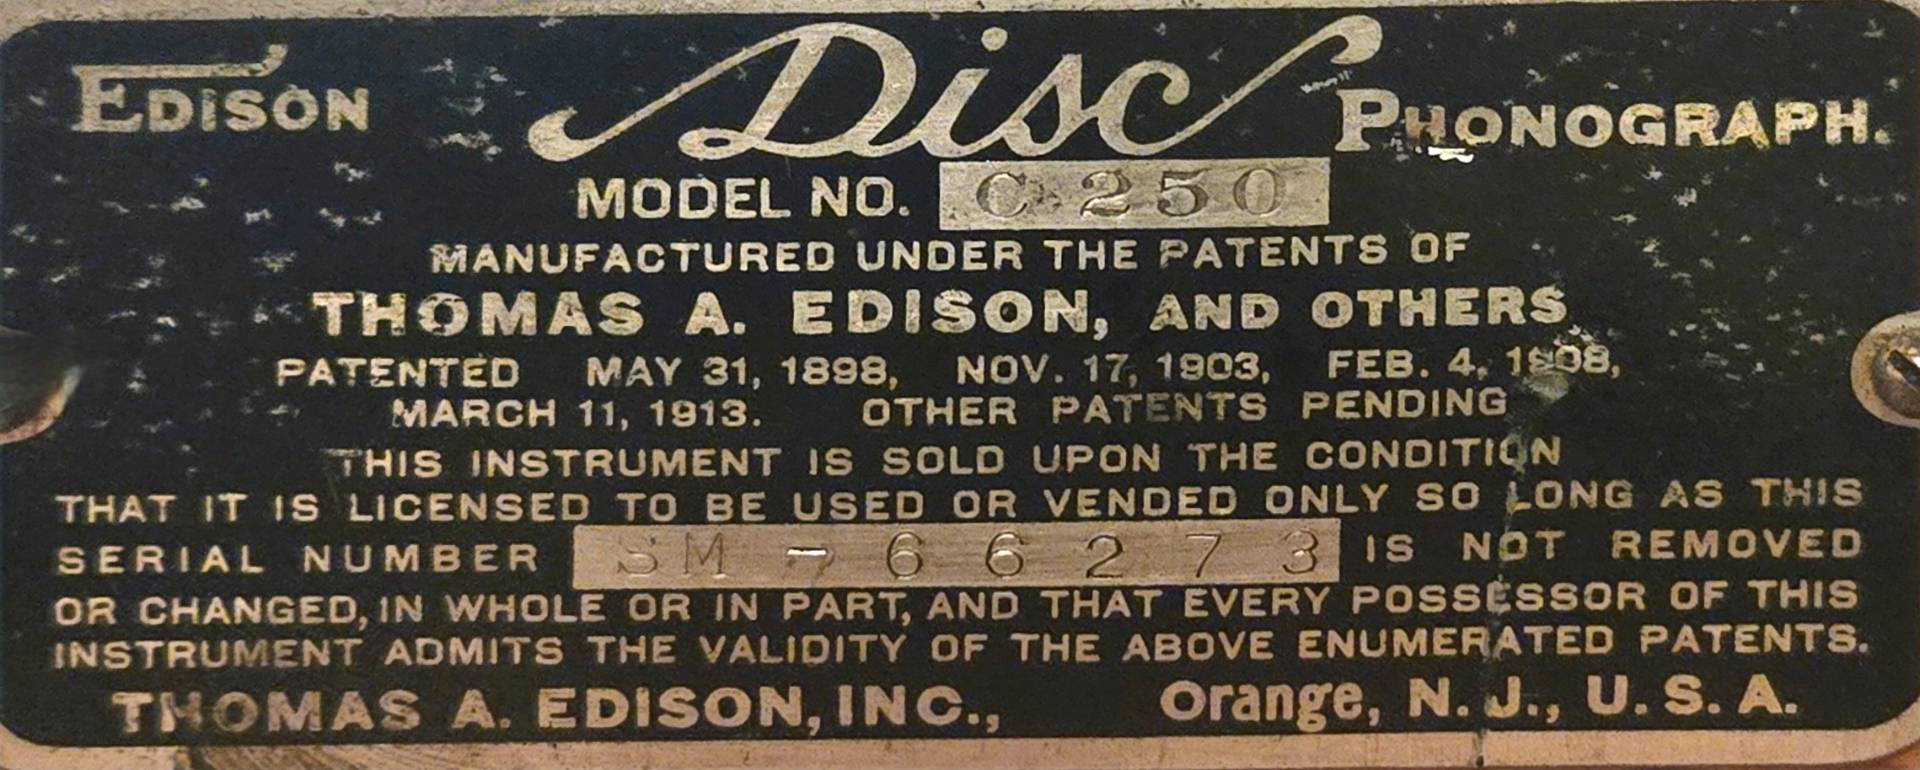 EDISON Disc PHONOGRAPH.
MODEL NO. C 250
MANUFACTURED UNDER THE PATENTS OF
THOMAS A. EDISON, AND OTHERS
PATENTED MAY 31, 1898, NOV. 17, 1903, FEB. 4, 1908,
MARCH 11, 1913. OTHER PATENTS PENDING
THIS INSTRUMENT IS SOLD UPON THE CONDITION
THAT IT IS LICENSED TO BE USED OR VENDED ONLY SO LONG AS THIS
SERIAL NUMBER SM - 66273 IS NOT REMOVED
OR CHANGED, IN WHOLE OR IN PART, AND THAT EVERY POSSESSOR OF THIS
INSTRUMENT ADMITS THE VALIDITY OF THE ABOVE ENUMERATED PATENTS.
THOMAS A. EDISON, INC., Orange, N. J., U. S. A.